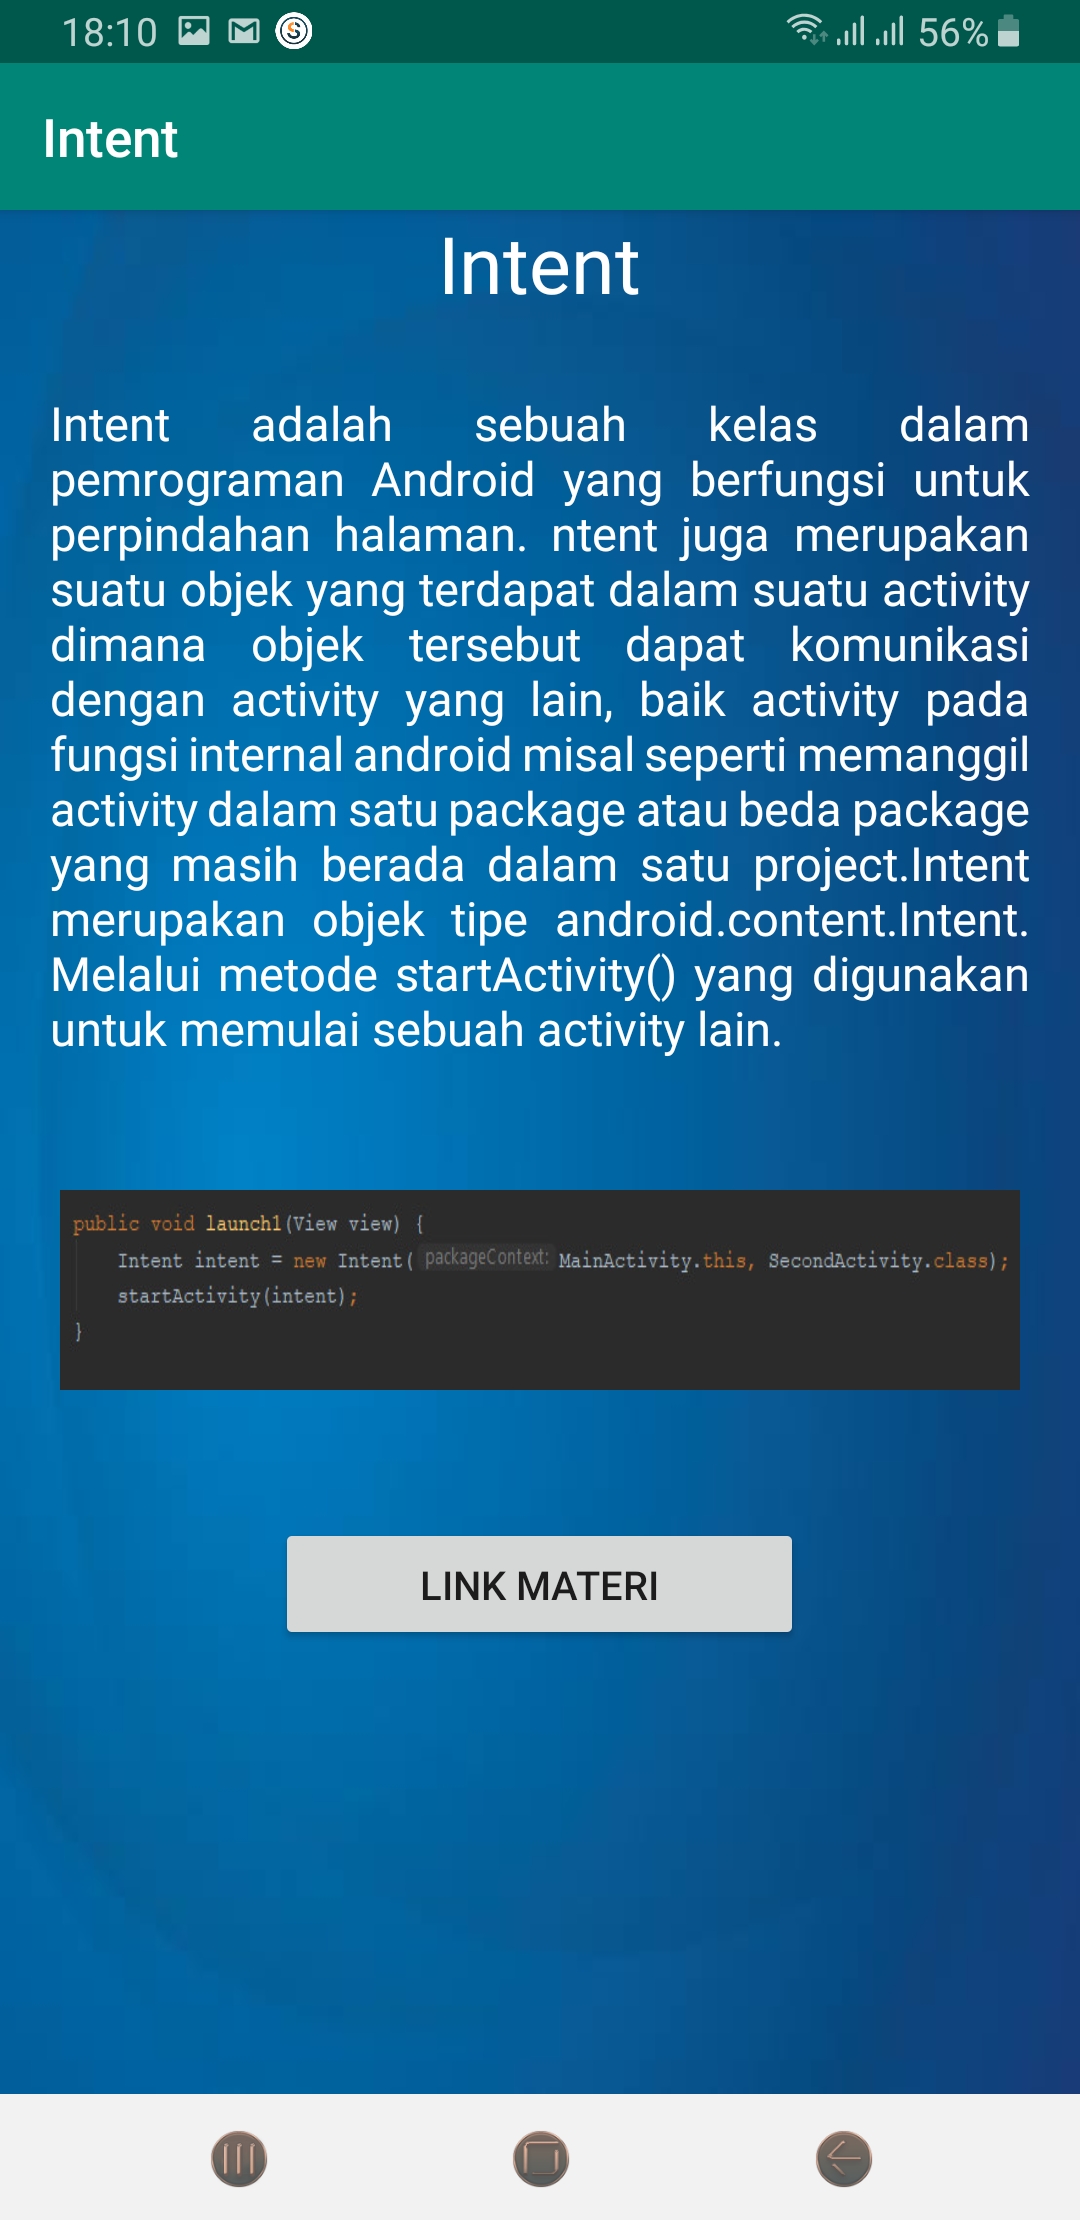 18:10
56%
Intent
Intent
Intent adalah sebuah kelas dalam
pemrograman Android yang berfungsi untuk
perpindahan halaman. ntent juga merupakan
suatu objek yang terdapat dalam suatu activity
dimana objek tersebut dapat komunikasi
dengan activity yang lain, baik activity pada
fungsi internal android misal seperti memanggil
activity dalam satu package atau beda package
yang masih berada dalam satu project.Intent
merupakan objek tipe android.content.Intent.
Melalui metode startActivity() yang digunakan
untuk memulai sebuah activity lain.
public void launch1(View view) {
Intent intent = new Intent( packageContext: MainActivity.this, SecondActivity.class);
startActivity(intent);
}
LINK MATERI